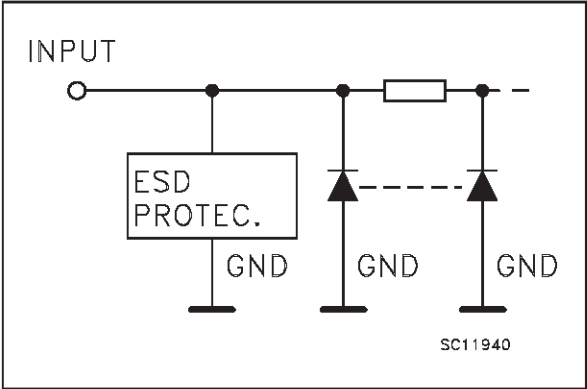 INPUT
ESD
PROTEC.
GND
GND
GND
SC11940